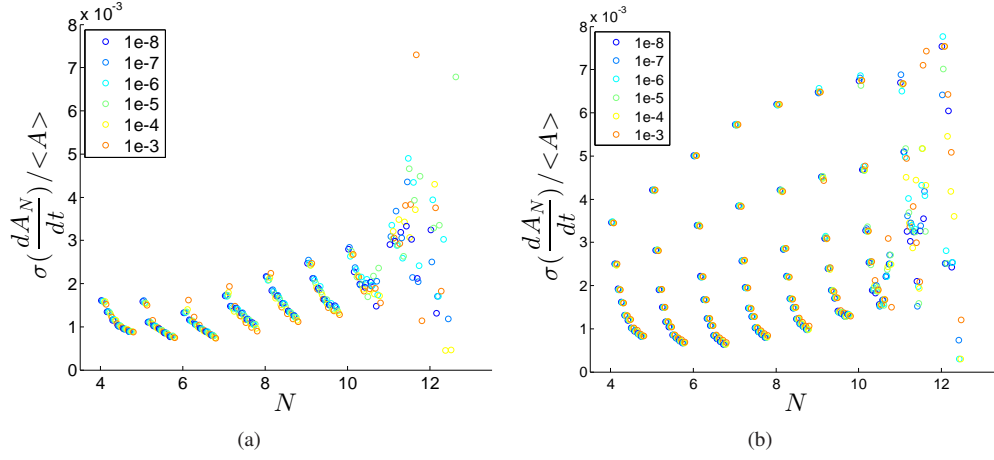 x 10⁻³
8
7
6
5
4
3
2
1
0
1e-8
1e-7
1e-6
1e-5
1e-4
1e-3
σ(dA_N/dt)/<A>
4 6 8 10 12
N
(a)
x 10⁻³
8
7
6
5
4
3
2
1
0
1e-8
1e-7
1e-6
1e-5
1e-4
1e-3
σ(dA_N/dt)/<A>
4 6 8 10 12
N
(b)